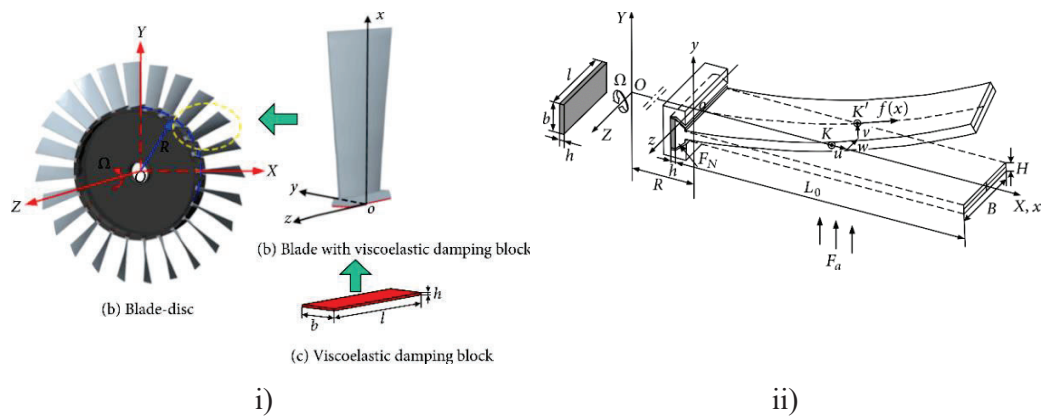 Y
Ω
R
X
Z
(b) Blade-disc
x
y
z
o
(b) Blade with viscoelastic damping block
h
b
l
(c) Viscoelastic damping block
i)
Y
y
l
Ω
O
b
h
Z
z
o
F_N
h
R
K′
f(x)
K
v
u
w
L_0
H
B
X, x
F_a
ii)